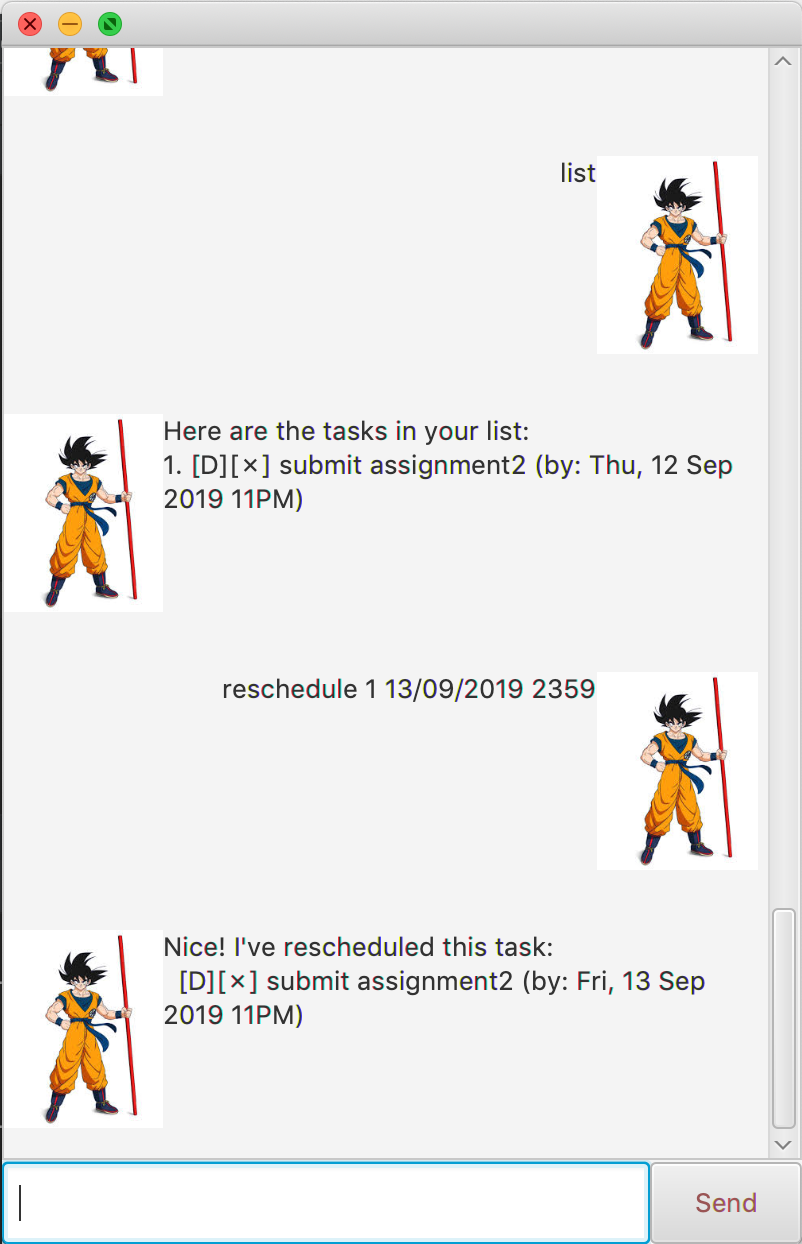 list
Here are the tasks in your list:
1. [D][×] submit assignment2 (by: Thu, 12 Sep
2019 11PM)
reschedule 1 13/09/2019 2359
Nice! I've rescheduled this task:
[D][×] submit assignment2 (by: Fri, 13 Sep
2019 11PM)
Send